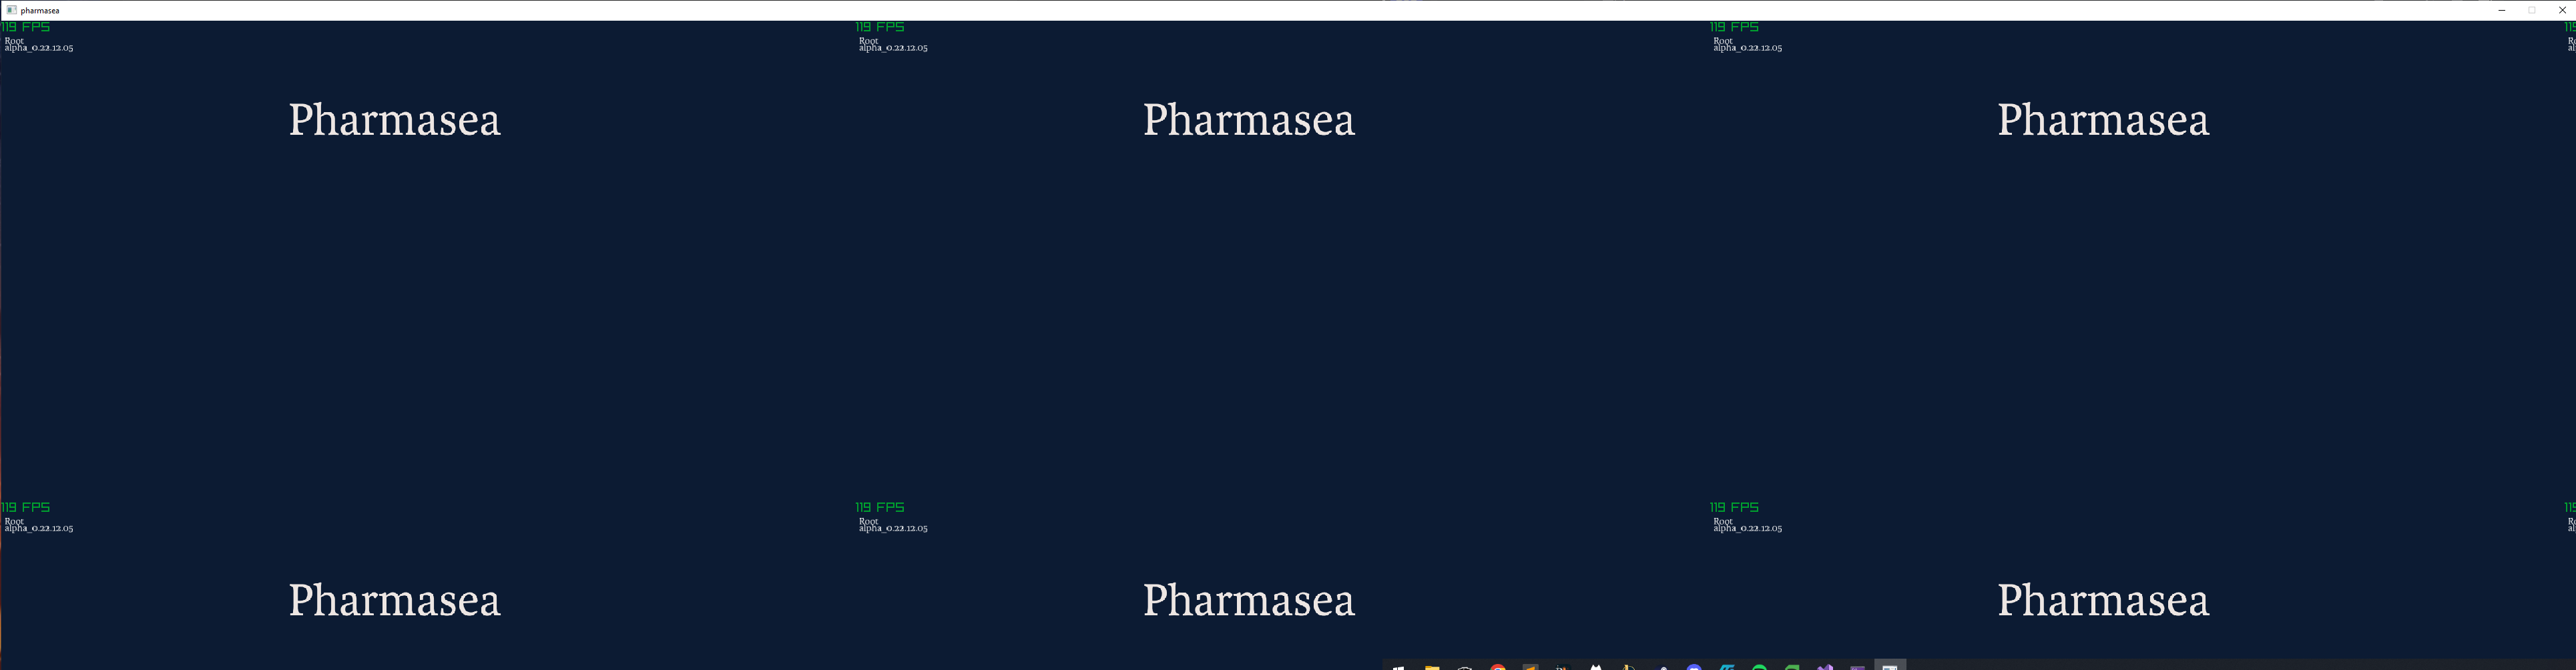 pharmasea
119 FPS 119 FPS 119 FPS
Root Root Root
alpha_0.22.12.05 alpha_0.22.12.05 alpha_0.22.12.05
Pharmasea Pharmasea Pharmasea
119 FPS 119 FPS 119 FPS
Root Root Root
alpha_0.22.12.05 alpha_0.22.12.05 alpha_0.22.12.05
Pharmasea Pharmasea Pharmasea